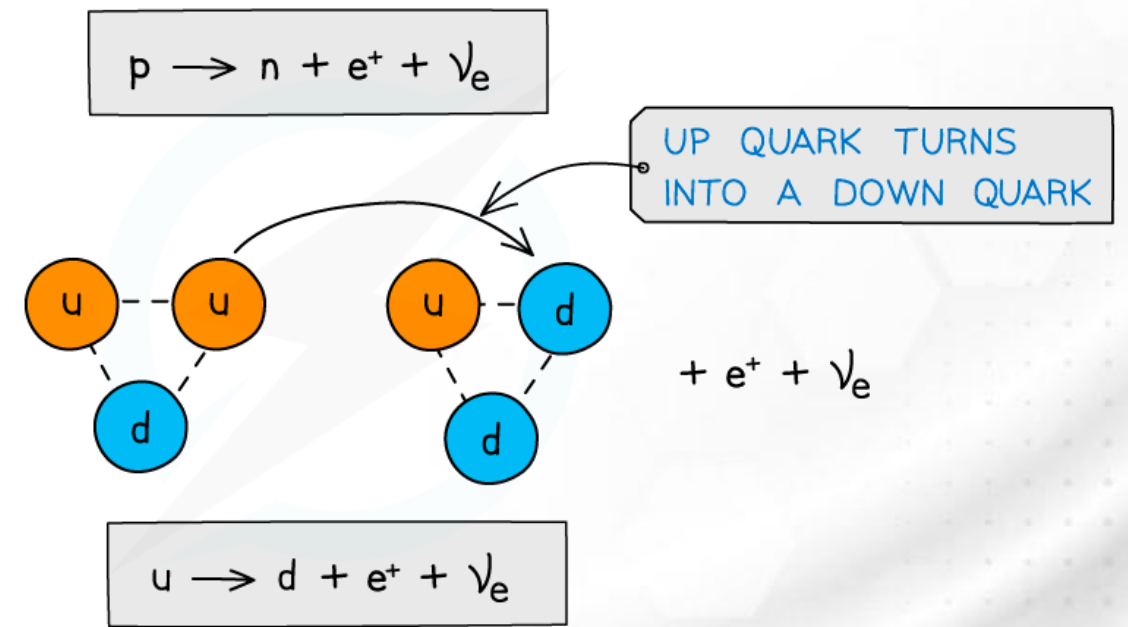 p → n + e⁺ + νₑ
UP QUARK TURNS
INTO A DOWN QUARK
u u u d
+ e⁺ + νₑ
d d
u → d + e⁺ + νₑ